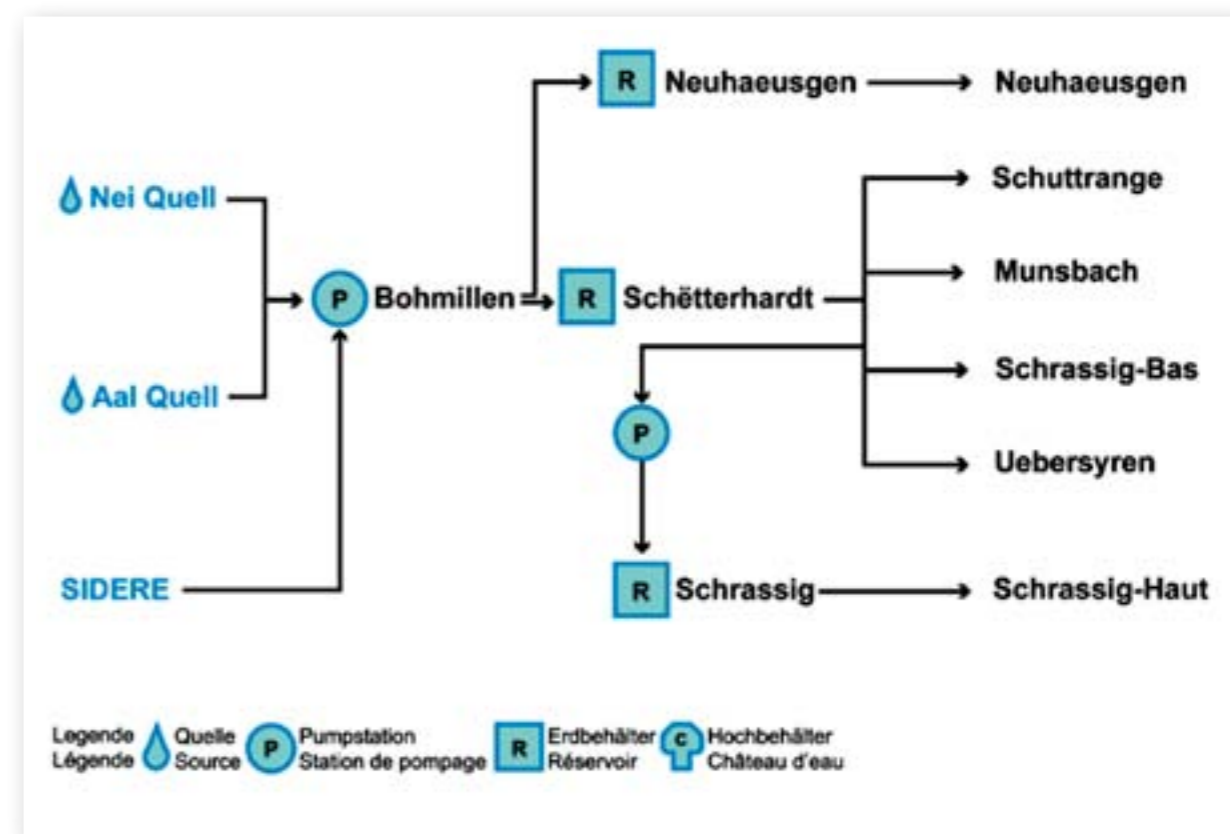 R Neuhaeusgen Neuhaeusgen
Schuttrange
Nei Quell
Munsbach
P Bohmillen R Schëtterhardt
Schrassig-Bas
Aal Quell
P
Uebersyren
SIDERE R Schrassig Schrassig-Haut
Legende Quelle P Pumpstation R Erdbehälter C Hochbehälter
Légende Source Station de pompage Réservoir Château d'eau